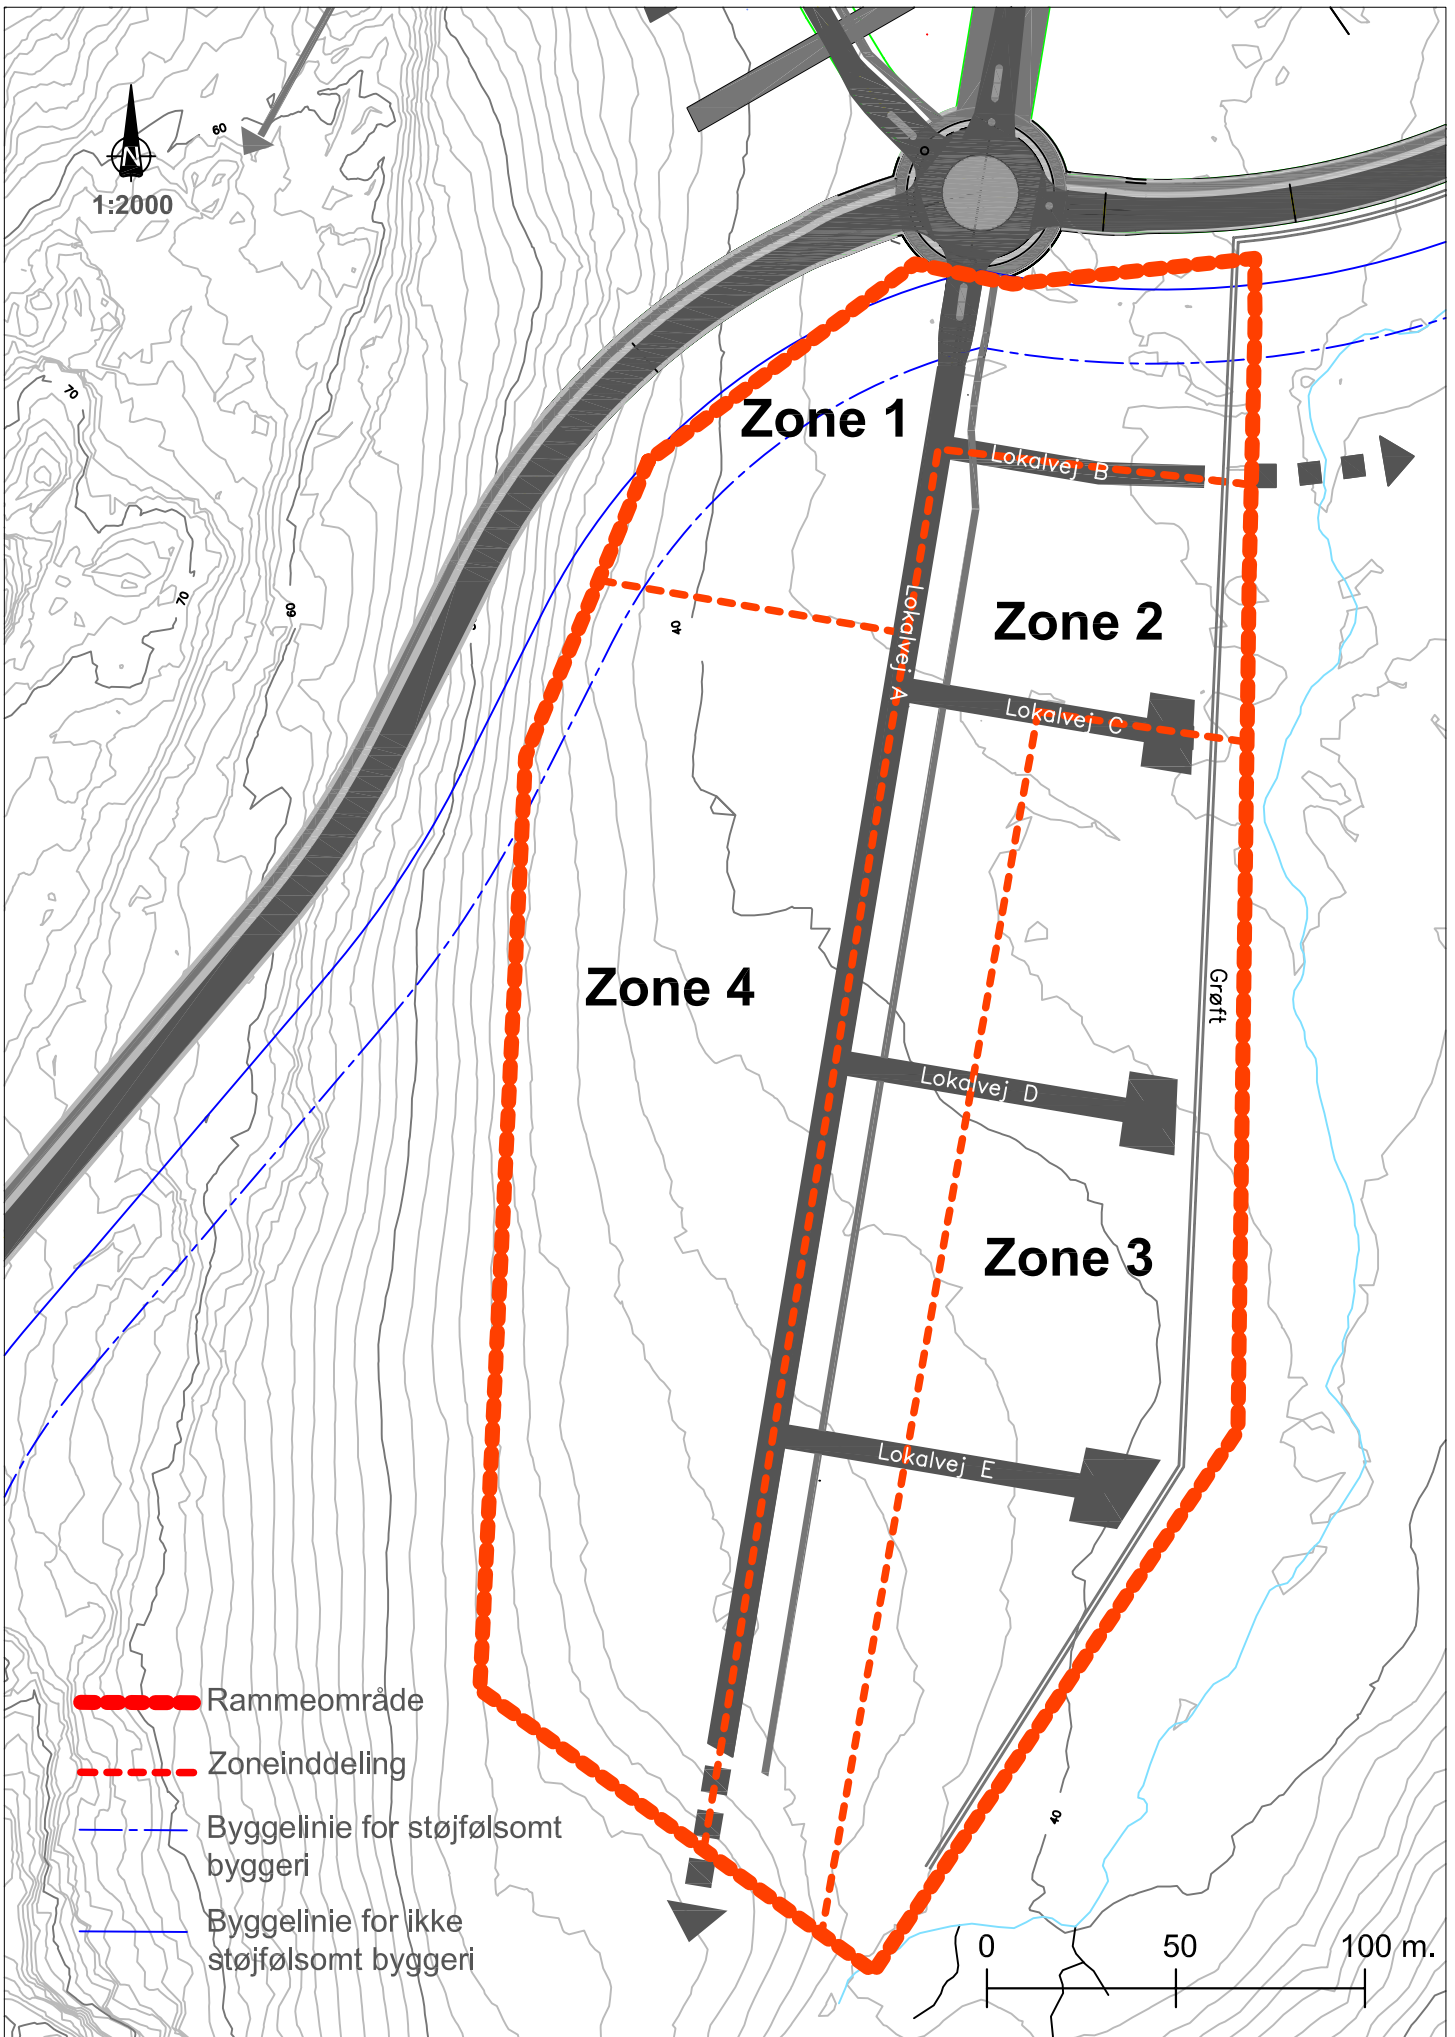 60
N
1:2000
70
Zone 1
Lokalvej B
70
60
Lokalvej A
40
Zone 2
Lokalvej C
Zone 4
Grøft
Lokalvej D
Zone 3
Lokalvej E
Rammeområde
Zoneinddeling
Byggelinie for støjfølsomt
byggeri
40
Byggelinie for ikke
støjfølsomt byggeri
0 50 100 m.